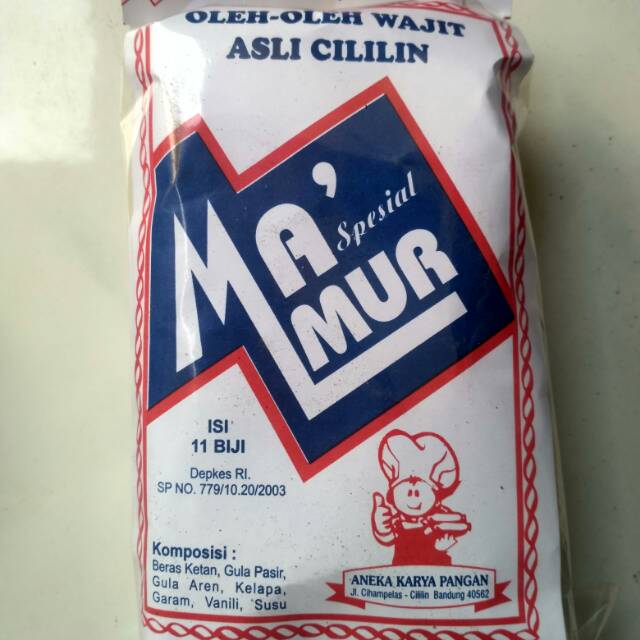 OLEH-OLEH WAJIT
ASLI CILILIN
MA'
Spesial
MUR
ISI
11 BIJI
Depkes RI.
SP NO. 779/10.20/2003
Komposisi :
Beras Ketan, Gula Pasir,
Gula Aren, Kelapa,
Garam, Vanili, Susu
ANEKA KARYA PANGAN
Jl. Cihampelas - Cililin Bandung 40562